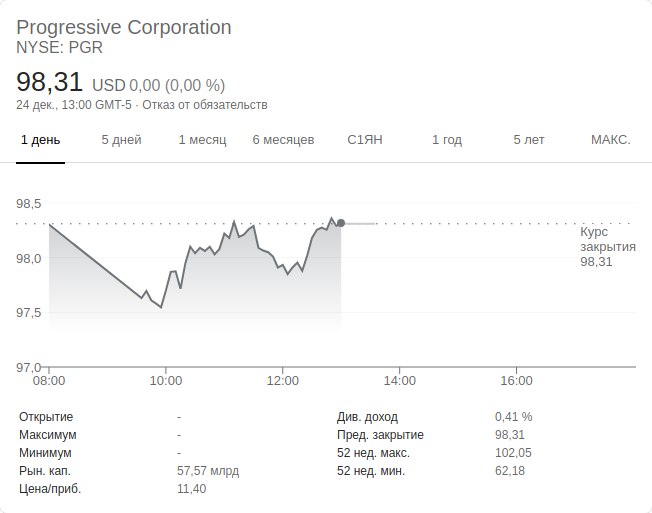 Progressive Corporation
NYSE: PGR
98,31 USD 0,00 (0,00 %)
24 дек., 13:00 GMT-5 · Отказ от обязательств
1 день 5 дней 1 месяц 6 месяцев С1ЯН 1 год 5 лет МАКС.
98,5
98,0
97,5
97,0
Курс
закрытия
98,31
08:00 10:00 12:00 14:00 16:00
Открытие - Див. доход 0,41 %
Максимум - Пред. закрытие 98,31
Минимум - 52 нед. макс. 102,05
Рын. кап. 57,57 млрд 52 нед. мин. 62,18
Цена/приб. 11,40